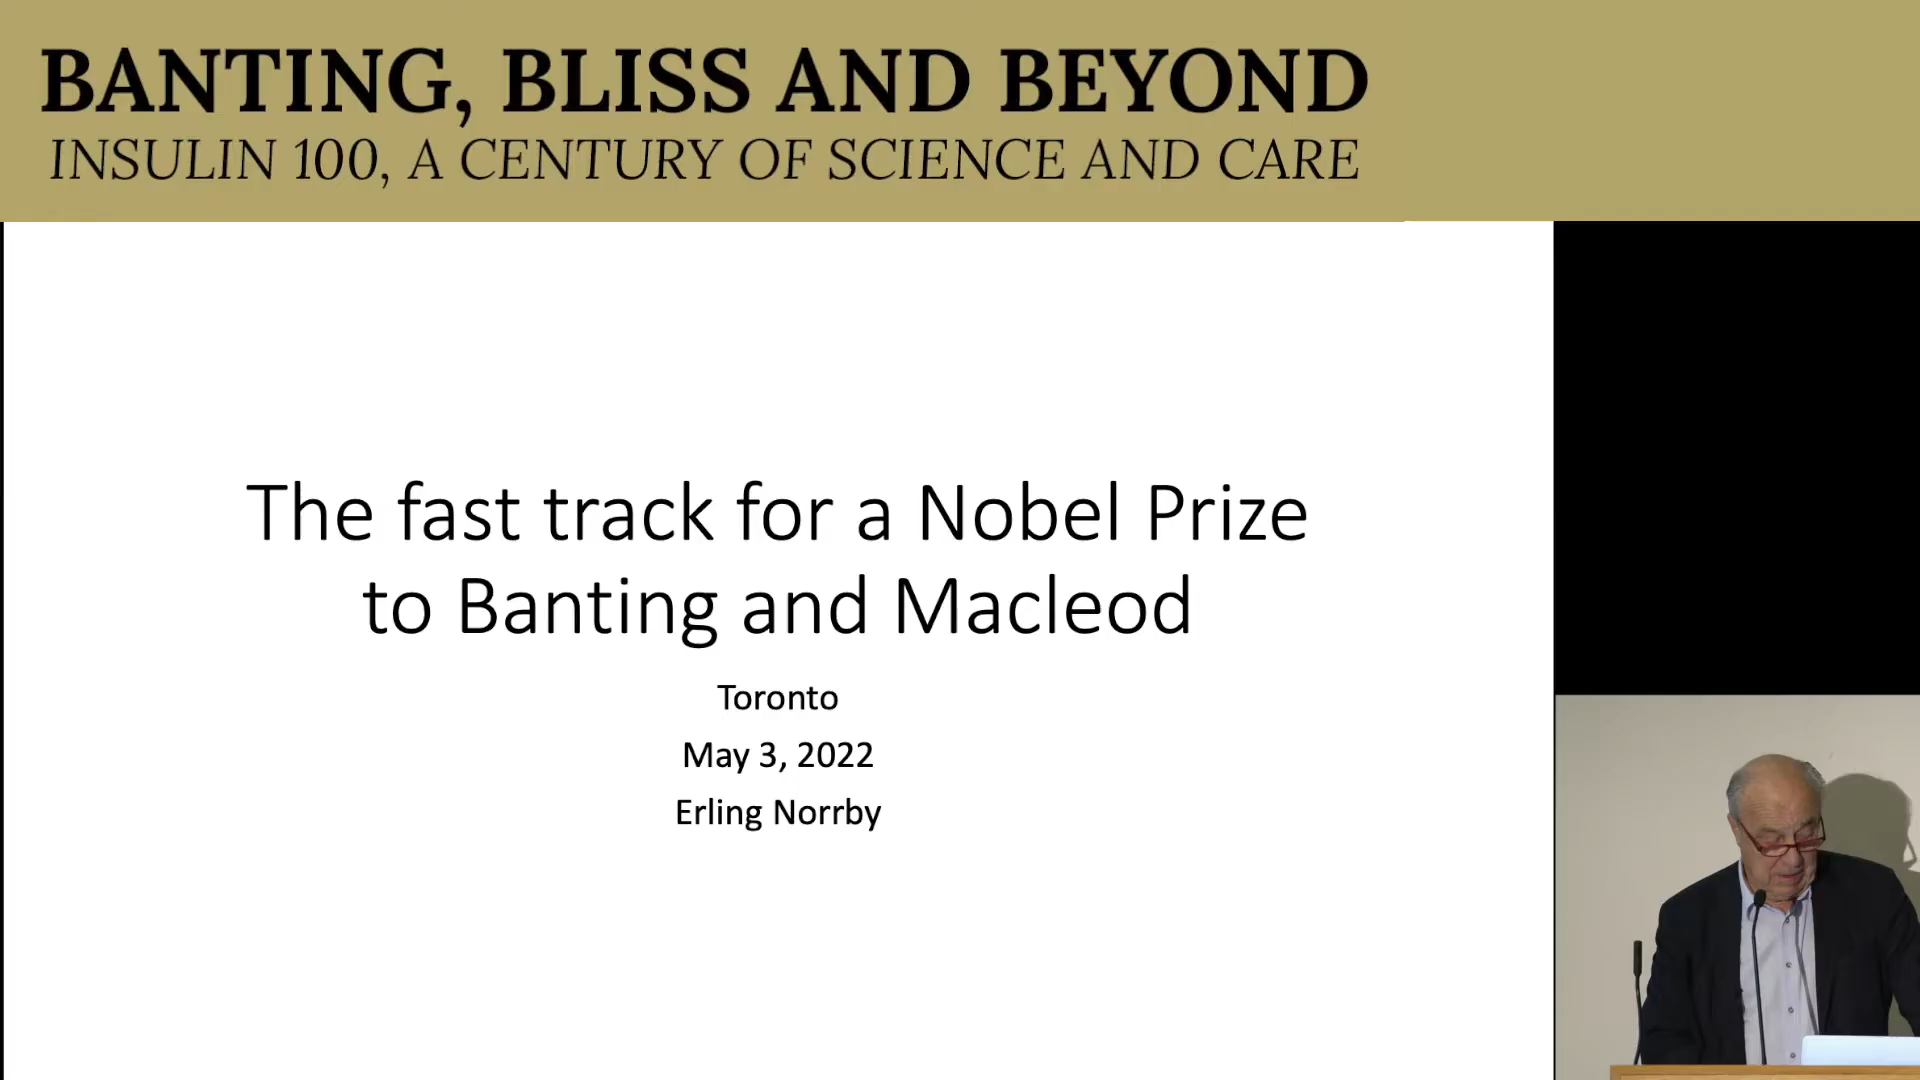 BANTING, BLISS AND BEYOND
INSULIN 100, A CENTURY OF SCIENCE AND CARE
The fast track for a Nobel Prize
to Banting and Macleod
Toronto
May 3, 2022
Erling Norrby